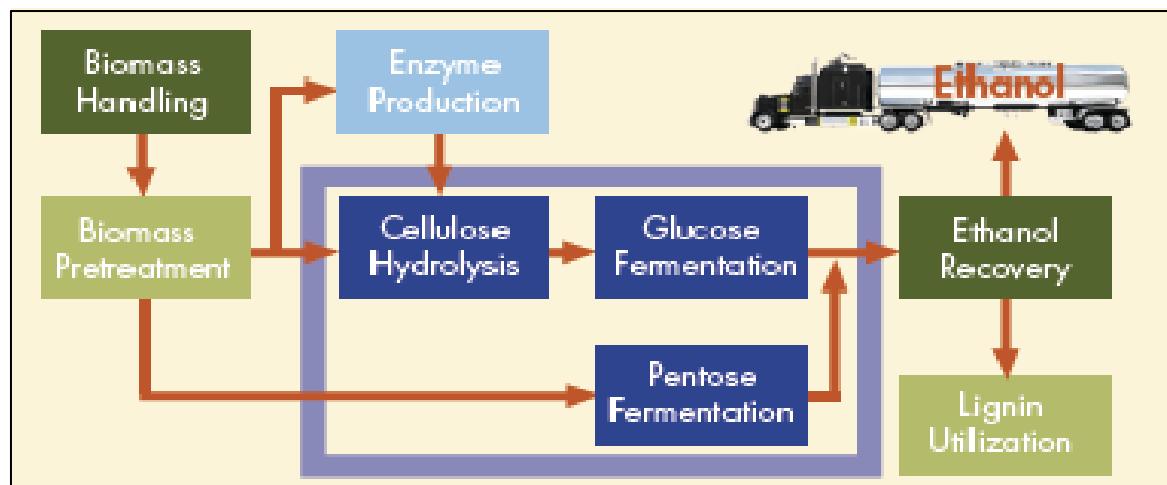 Biomass
Handling
Enzyme
Production
Ethanol
Biomass
Pretreatment
Cellulose
Hydrolysis
Glucose
Fermentation
Ethanol
Recovery
Pentose
Fermentation
Lignin
Utilization